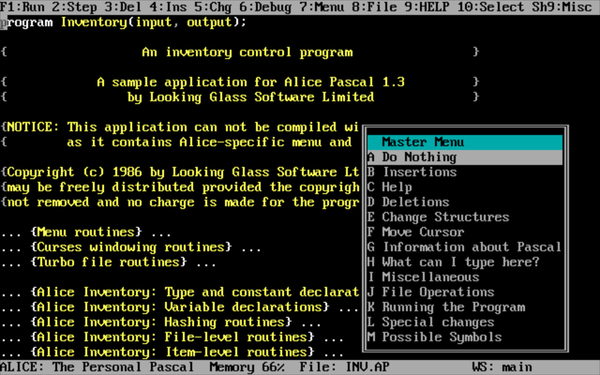 F1:Run 2:Step 3:Del 4:Ins 5:Chg 6:Debug 7:Menu 8:File 9:HELP 10:Select Sh9:Misc
program Inventory(input, output);
{ An inventory control program }
{ A sample application for Alice Pascal 1.3 }
{ by Looking Glass Software Limited }
{NOTICE: This application can not be compiled wi
{ as it contains Alice-specific menu and
{Copyright (c) 1986 by Looking Glass Software Lt
{may be freely distributed provided the copyrigh
{not removed and no charge is made for the progr
... {Menu routines} ...
... {Curses windowing routines} ...
... {Turbo file routines} ...
... {Alice Inventory: Type and constant declarat
... {Alice Inventory: Variable declarations} ...
... {Alice Inventory: Hashing routines} ...
... {Alice Inventory: File-level routines} ...
... {Alice Inventory: Item-level routines} ...
Master Menu
A Do Nothing
B Insertions
C Help
D Deletions
E Change Structures
F Move Cursor
G Information about Pascal
H What can I type here?
I Miscellaneous
J File Operations
K Running the Program
L Special changes
M Possible Symbols
ALICE: The Personal Pascal Memory 66% File: INV.AP WS: main